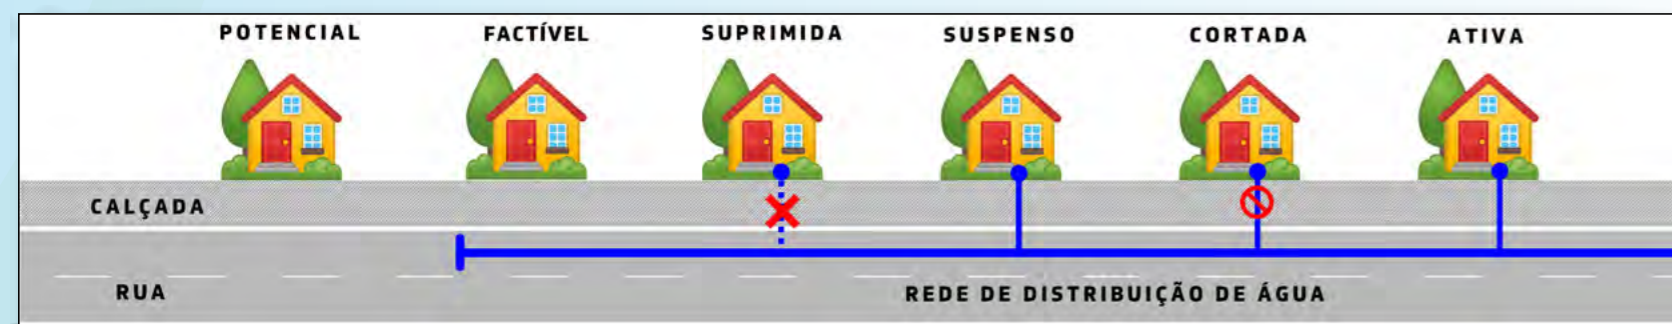 POTENCIAL
FACTÍVEL
SUPRIMIDA
SUSPENSO
CORTADA
ATIVA
CALÇADA
RUA
REDE DE DISTRIBUIÇÃO DE ÁGUA